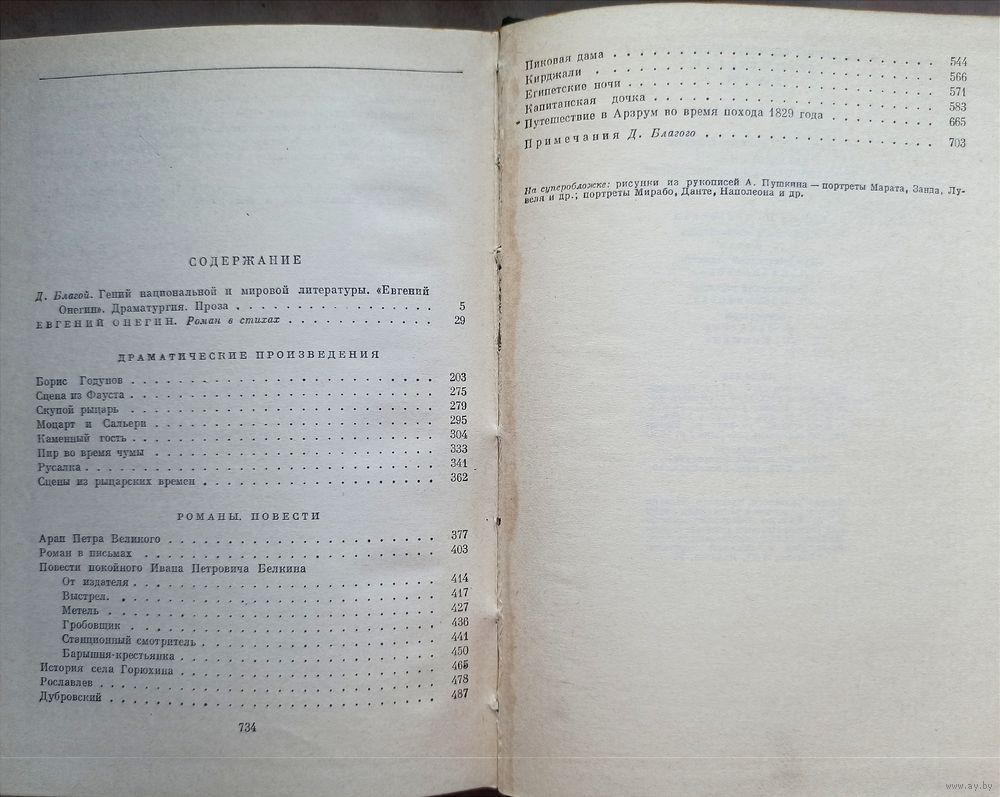 СОДЕРЖАНИЕ
Д. Благой. Гений национальной и мировой литературы. «Евгений
Онегин». Драматургия. Проза . . . . . . . . . . . . . . 5
ЕВГЕНИЙ ОНЕГИН. Роман в стихах . . . . . . . . . . . . 29
ДРАМАТИЧЕСКИЕ ПРОИЗВЕДЕНИЯ
Борис Годунов . . . . . . . . . . . . . . . . . . . . . 203
Сцена из Фауста . . . . . . . . . . . . . . . . . . . . 275
Скупой рыцарь . . . . . . . . . . . . . . . . . . . . . 279
Моцарт и Сальери . . . . . . . . . . . . . . . . . . . 295
Каменный гость . . . . . . . . . . . . . . . . . . . . 304
Пир во время чумы . . . . . . . . . . . . . . . . . . . 333
Русалка . . . . . . . . . . . . . . . . . . . . . . . . 341
Сцены из рыцарских времен . . . . . . . . . . . . . . . 362
РОМАНЫ. ПОВЕСТИ
Арап Петра Великого . . . . . . . . . . . . . . . . . . 377
Роман в письмах . . . . . . . . . . . . . . . . . . . . 403
Повести покойного Ивана Петровича Белкина
От издателя . . . . . . . . . . . . . . . . . . . . . . 414
Выстрел. . . . . . . . . . . . . . . . . . . . . . . . 417
Метель . . . . . . . . . . . . . . . . . . . . . . . . 427
Гробовщик . . . . . . . . . . . . . . . . . . . . . . . 436
Станционный смотритель . . . . . . . . . . . . . . . . 441
Барышня-крестьянка . . . . . . . . . . . . . . . . . . 450
История села Горюхина . . . . . . . . . . . . . . . . . 465
Рославлев . . . . . . . . . . . . . . . . . . . . . . . 478
Дубровский . . . . . . . . . . . . . . . . . . . . . . 487
734
Пиковая дама . . . . . . . . . . . . . . . . . . . . . 544
Кирджали . . . . . . . . . . . . . . . . . . . . . . . 566
Египетские ночи . . . . . . . . . . . . . . . . . . . . 571
Капитанская дочка . . . . . . . . . . . . . . . . . . . 583
Путешествие в Арзрум во время похода 1829 года . . . . . 665
Примечания Д. Благого . . . . . . . . . . . . . . . . . 703
На суперобложке: рисунки из рукописей А. Пушкина — портреты Марата, Занда, Лу-
веля и др.; портреты Мирабо, Данте, Наполеона и др.
www.ay.by